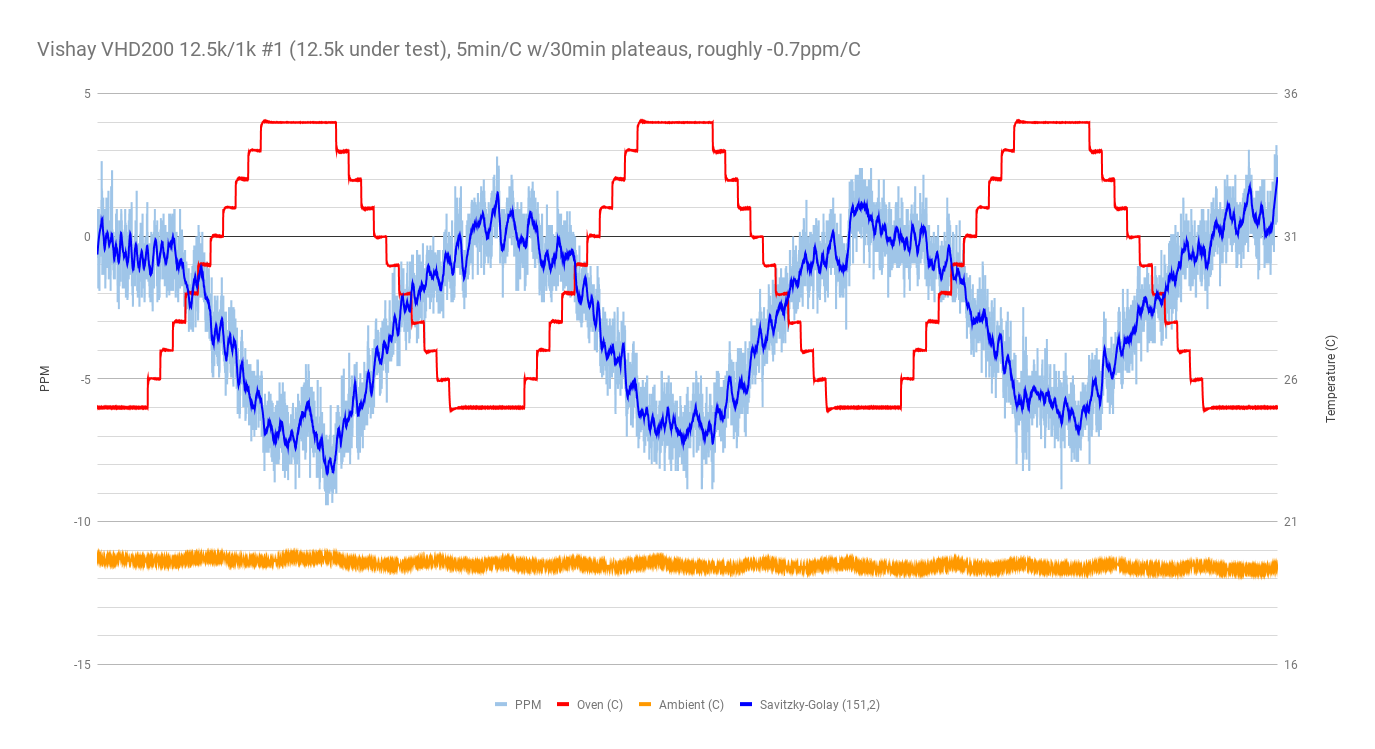 Vishay VHD200 12.5k/1k #1 (12.5k under test), 5min/C w/30min plateaus, roughly -0.7ppm/C
5
0
-5
-10
-15
PPM
36
31
26
21
16
Temperature (C)
PPM
Oven (C)
Ambient (C)
Savitzky-Golay (151,2)